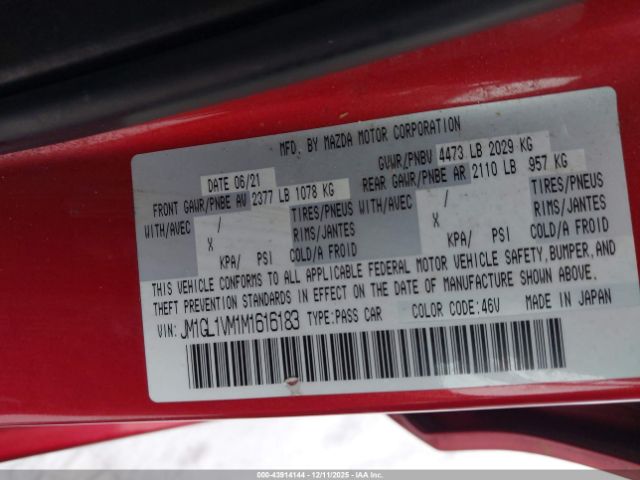 MFD. BY MAZDA MOTOR CORPORATION
DATE 06/21 GVWR/PNBV 4473 LB 2029 KG
FRONT GAWR/PNBE AV 2377 LB 1078 KG REAR GAWR/PNBE AR 2110 LB 957 KG
WITH/AVEC / TIRES/PNEUS WITH/AVEC / TIRES/PNEUS
X RIMS/JANTES X RIMS/JANTES
KPA/ PSI COLD/A FROID KPA/ PSI COLD/A FROID
THIS VEHICLE CONFORMS TO ALL APPLICABLE FEDERAL MOTOR VEHICLE SAFETY, BUMPER, AND
THEFT PREVENTION STANDARDS IN EFFECT ON THE DATE OF MANUFACTURE SHOWN ABOVE.
VIN: JM1GL1VM1M1616183 TYPE: PASS CAR COLOR CODE: 46V MADE IN JAPAN
000-43914144 - 12/11/2025 - IAAI.COM